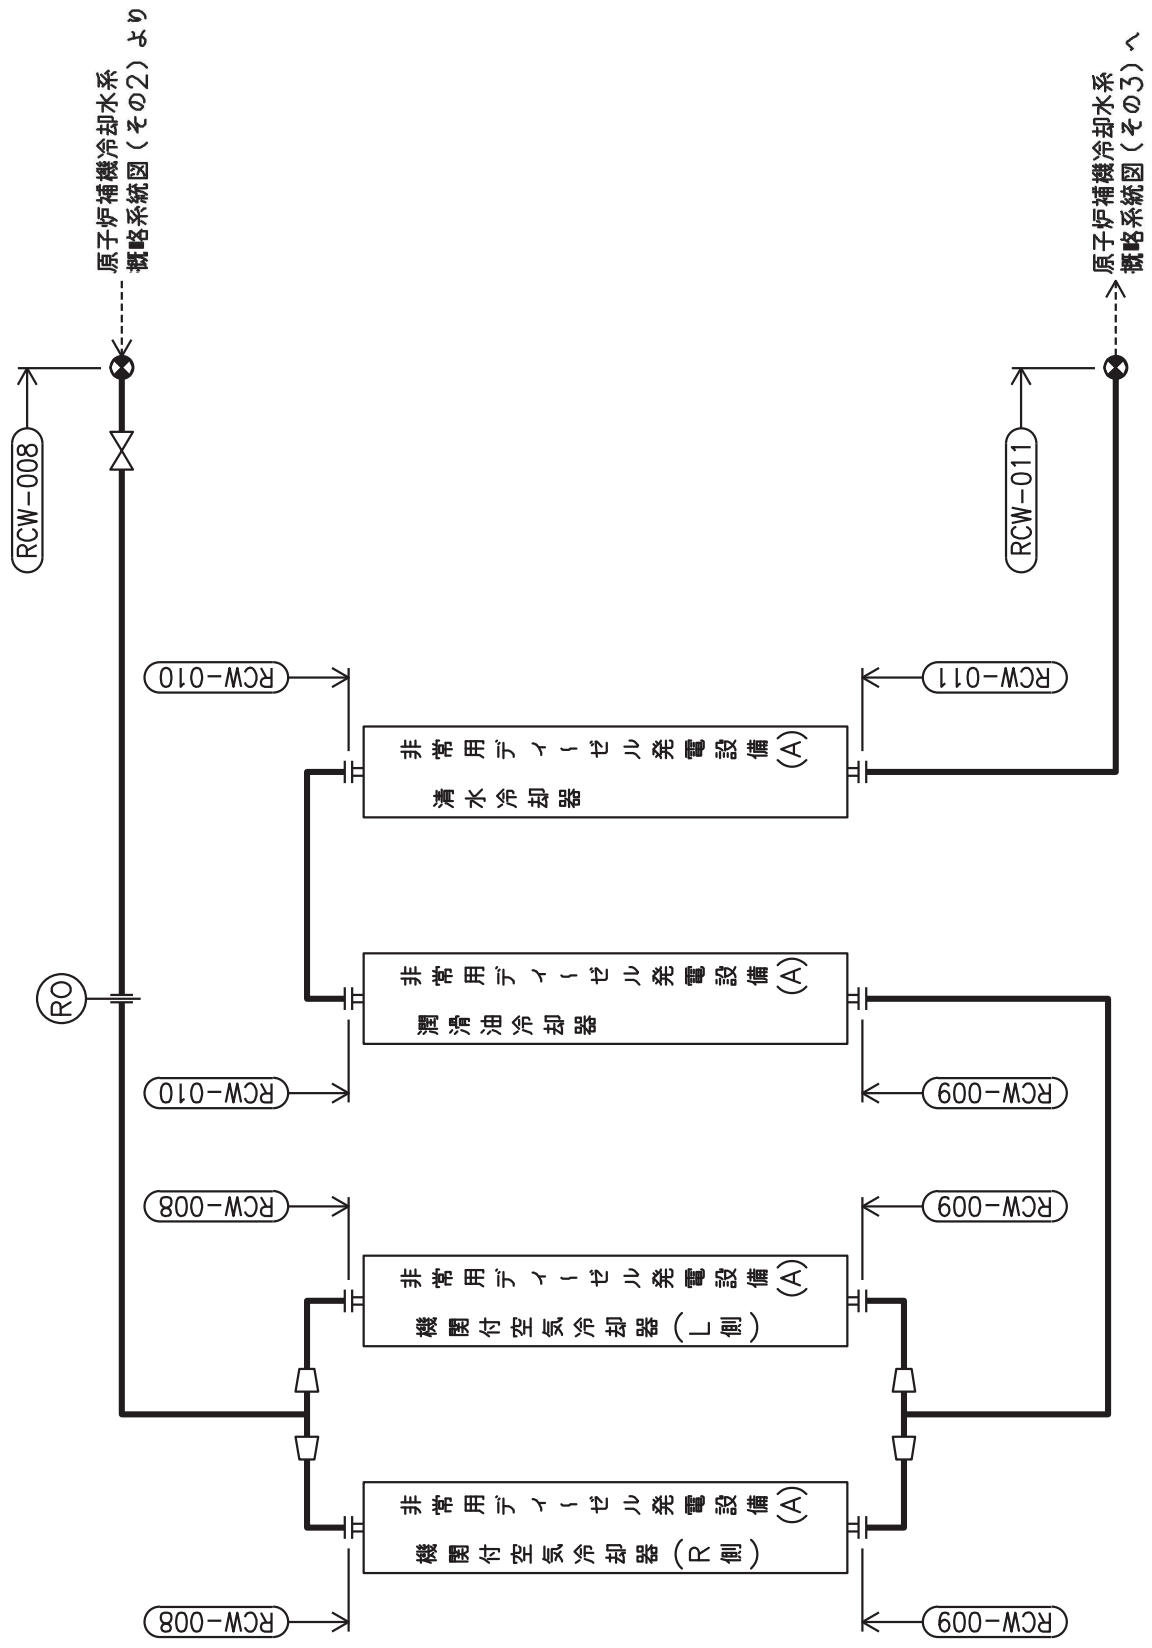 原子炉補機冷却水系
概略系統図(その2)より
原子炉補機冷却水系
概略系統図(その3)へ
RCW-008
RCW-011
RCW-010
RCW-011
非常用ディーゼル発電設備(A)
清水冷却器
RO
非常用ディーゼル発電設備(A)
潤滑油冷却器
RCW-010
RCW-009
RCW-008
RCW-009
非常用ディーゼル発電設備(A)
機関付空気冷却器(L側)
非常用ディーゼル発電設備(A)
機関付空気冷却器(R側)
RCW-008
RCW-009